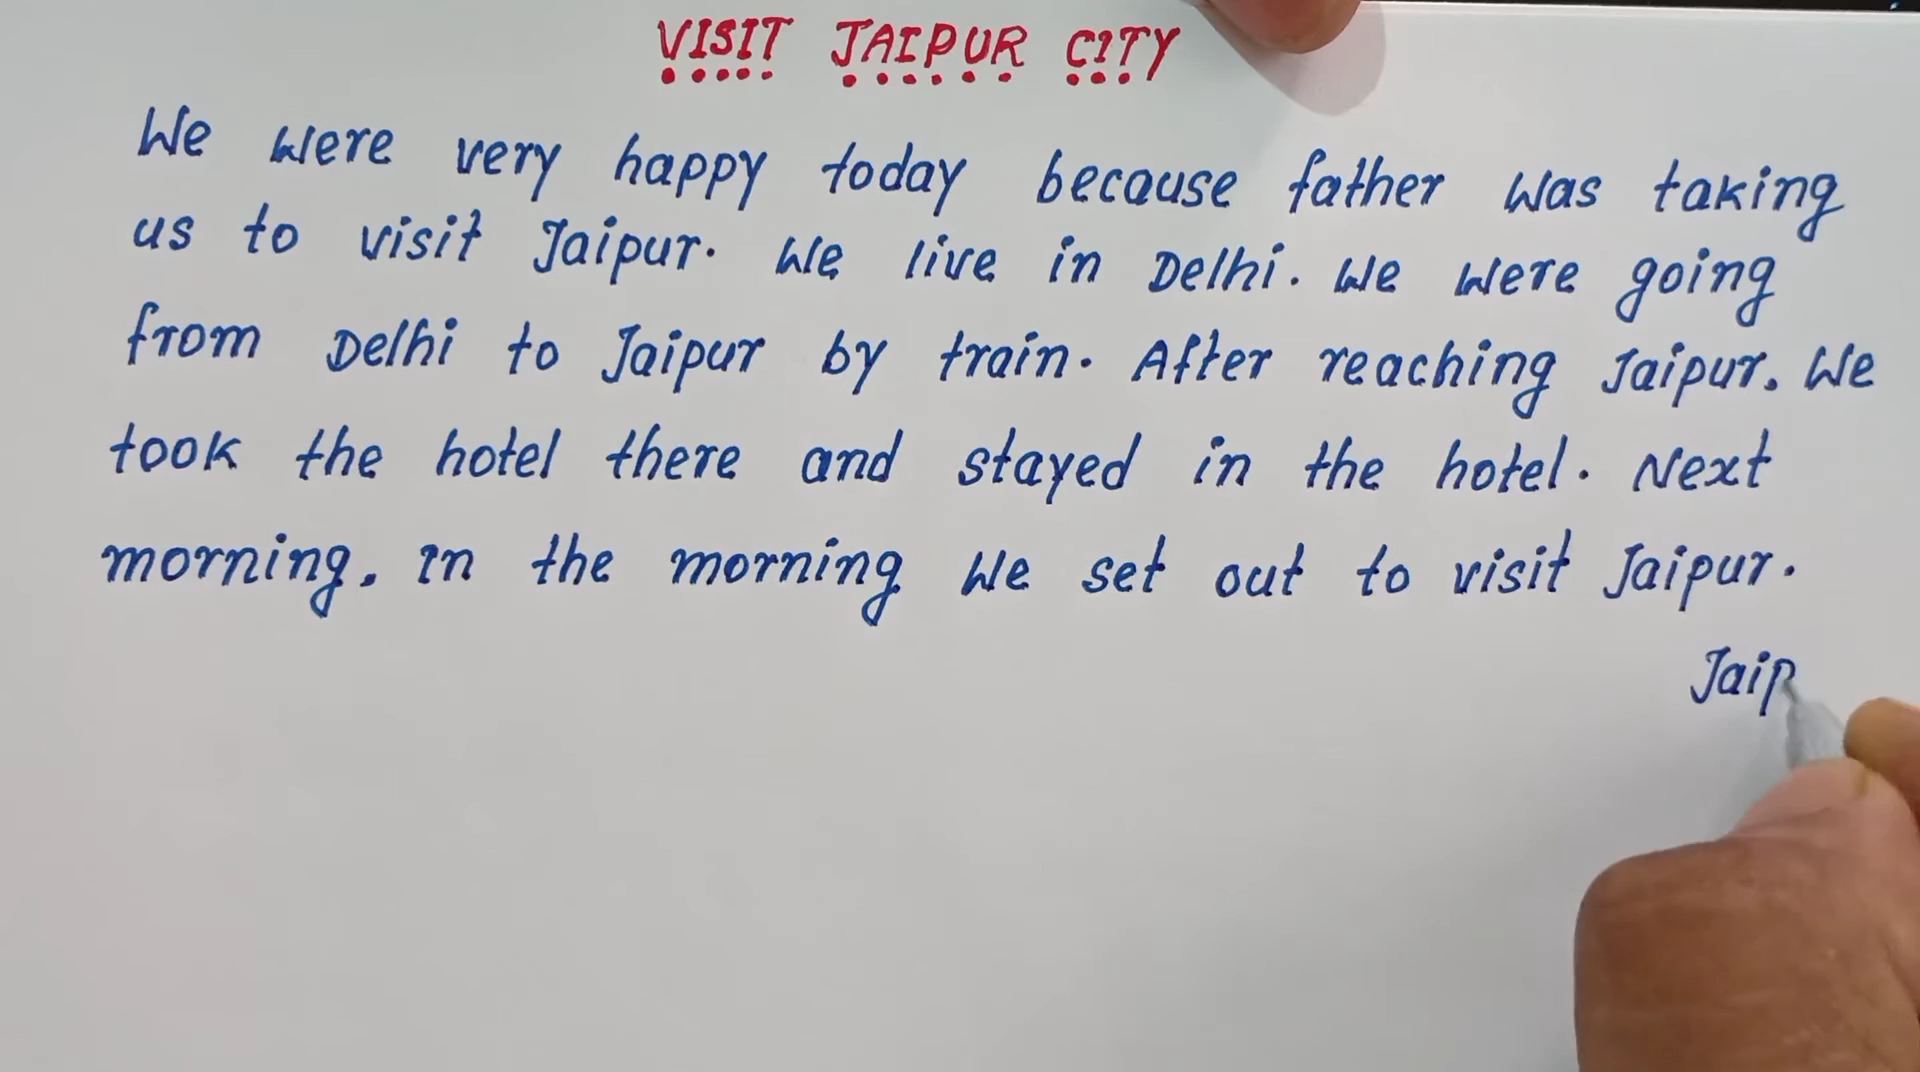 VISIT JAIPUR CITY
We were very happy today because father was taking
us to visit Jaipur. We live in Delhi. We were going
from Delhi to Jaipur by train. After reaching Jaipur. We
took the hotel there and stayed in the hotel. Next
morning. In the morning we set out to visit Jaipur.
Jaip